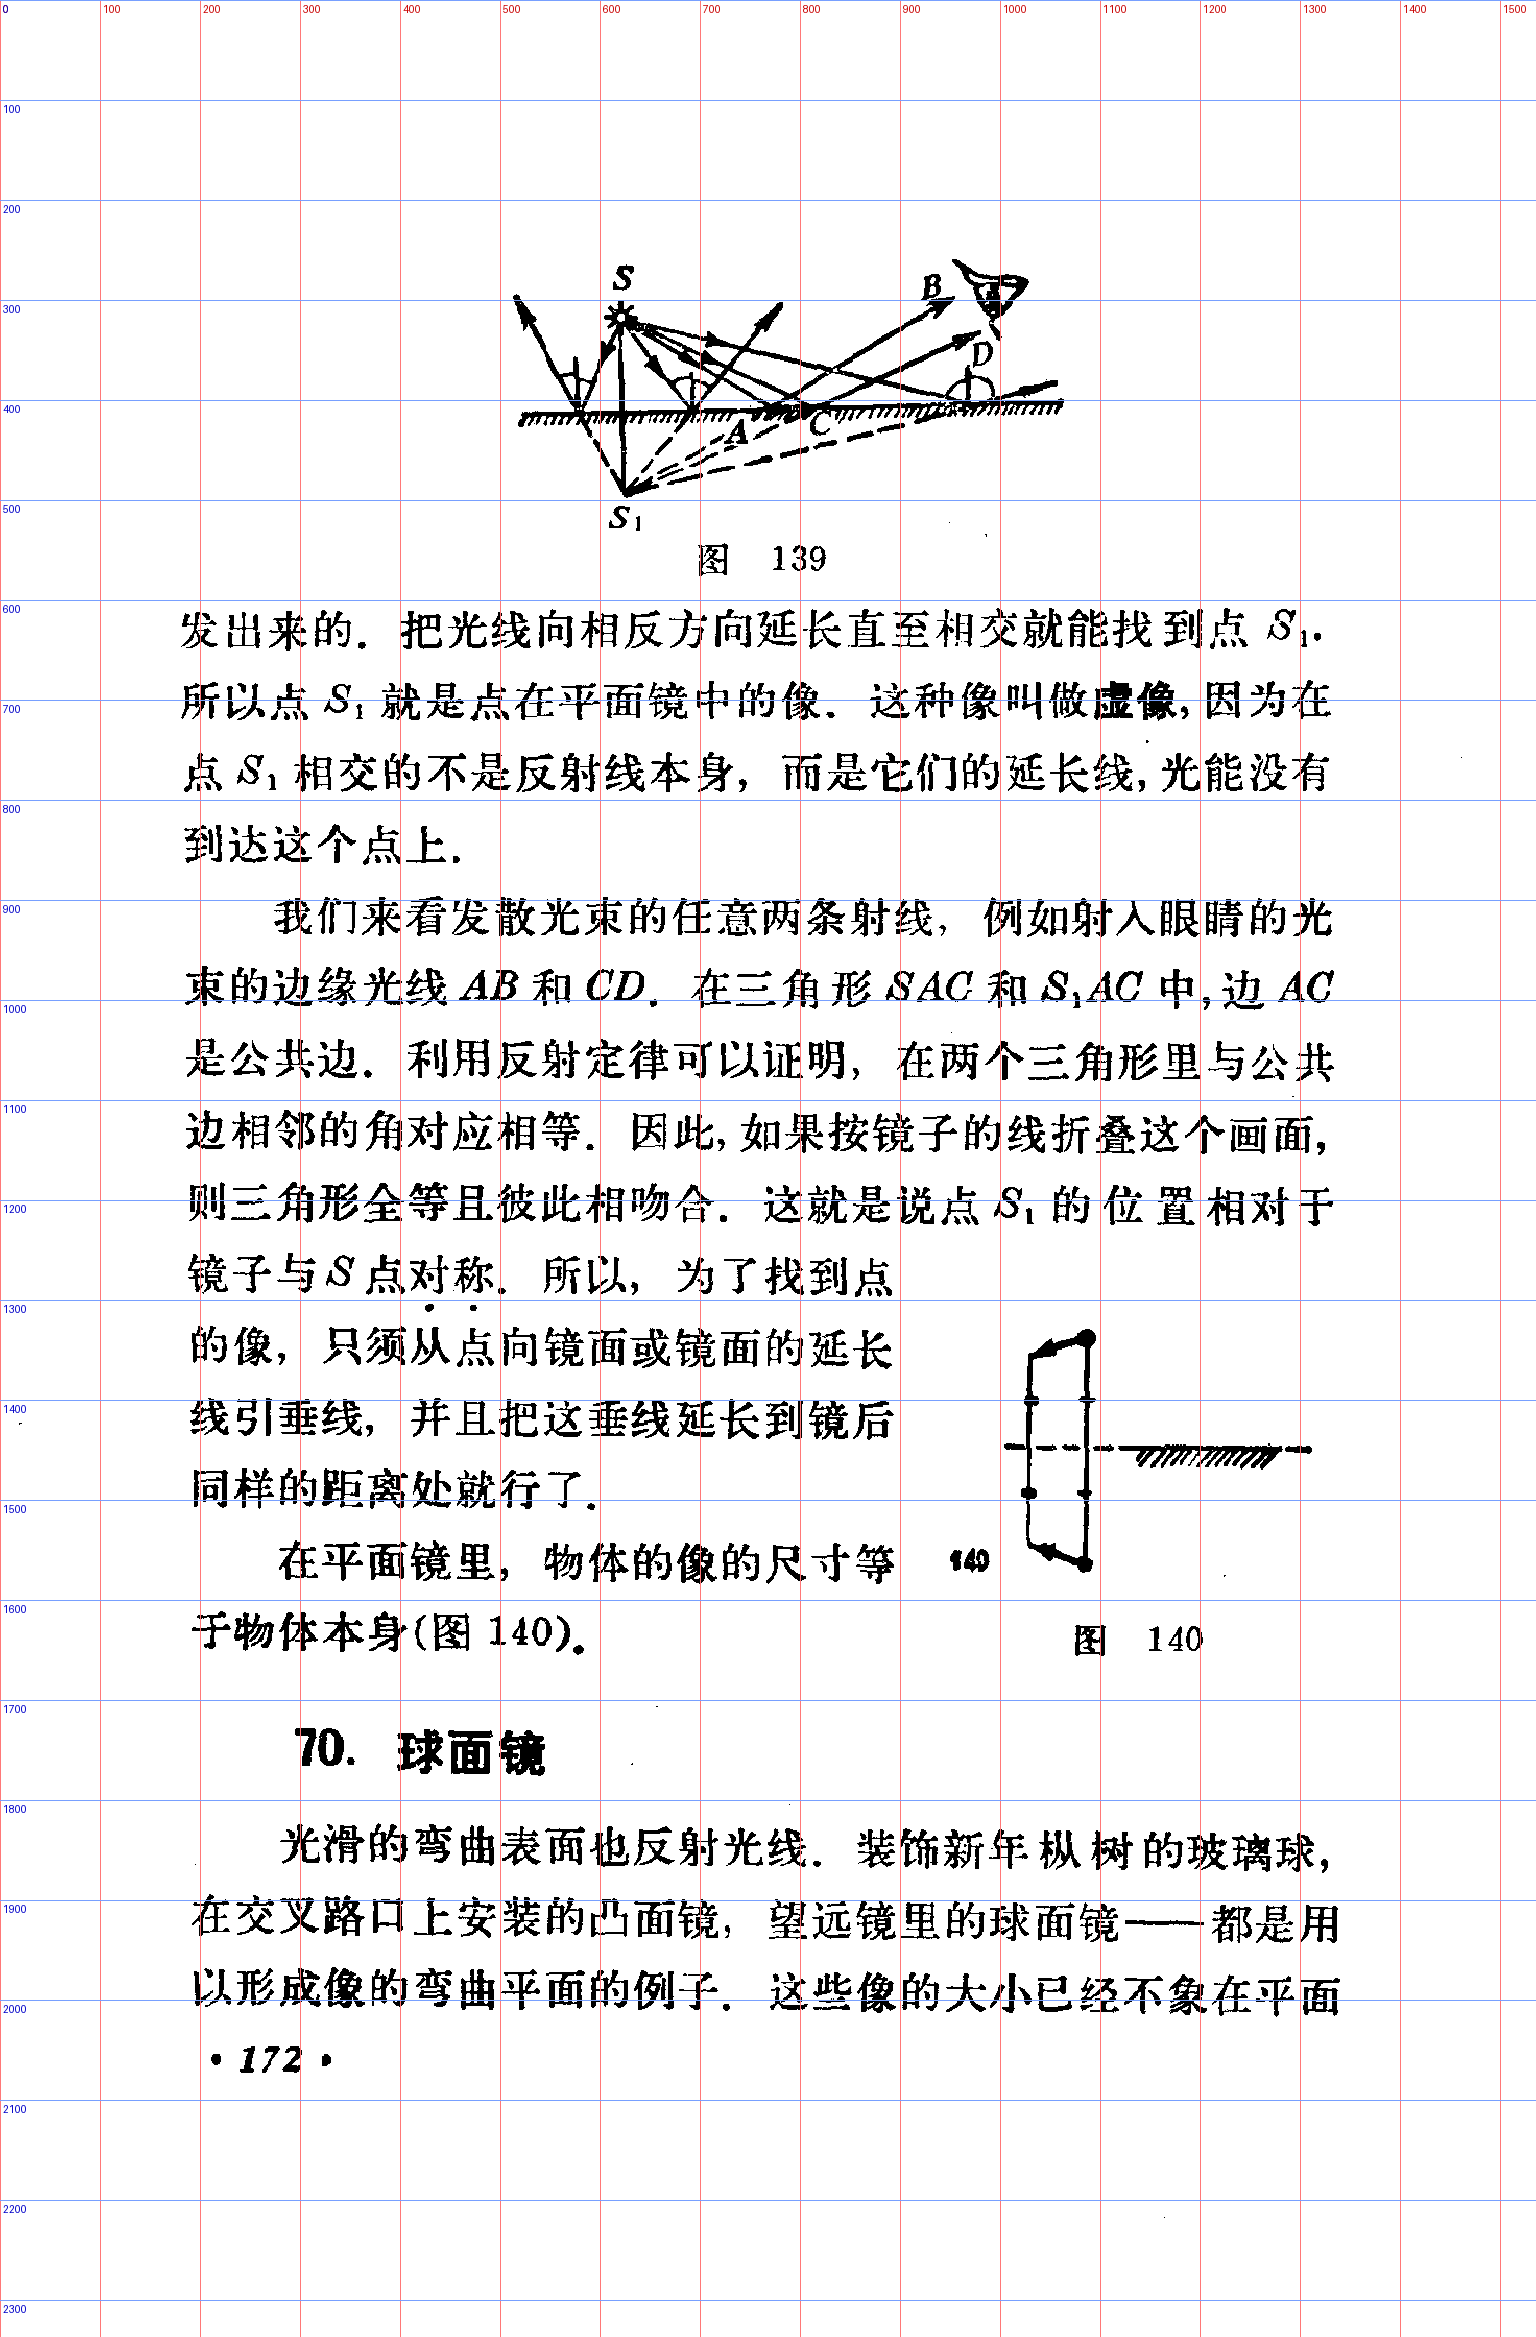 S
B
D
A
C
S₁
图 139
发出来的．把光线向相反方向延长直至相交就能找到点 S₁．
所以点 S₁ 就是点在平面镜中的像．这种像叫做虚像，因为在
点 S₁ 相交的不是反射线本身，而是它们的延长线，光能没有
到达这个点上．
我们来看发散光束的任意两条射线，例如射入眼睛的光
束的边缘光线 AB 和 CD．在三角形 SAC 和 S₁AC 中，边 AC
是公共边．利用反射定律可以证明，在两个三角形里与公共
边相邻的角对应相等．因此，如果按镜子的线折叠这个画面，
则三角形全等且彼此相吻合．这就是说点 S₁ 的位置相对于
镜子与 S 点对称．所以，为了找到点
的像，只须从点向镜面或镜面的延长
线引垂线，并且把这垂线延长到镜后
同样的距离处就行了．
在平面镜里，物体的像的尺寸等
于物体本身(图 140)．
140
图 140
70. 球面镜
光滑的弯曲表面也反射光线．装饰新年枞树的玻璃球，
在交叉路口上安装的凸面镜，望远镜里的球面镜——都是用
以形成像的弯曲平面的例子．这些像的大小已经不象在平面
• 172 •